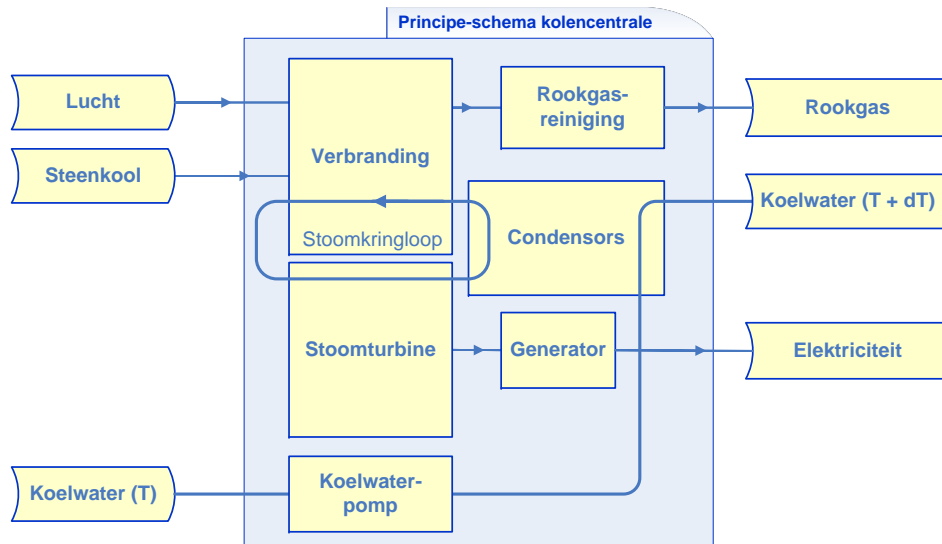 Principe-schema kolencentrale
Lucht
Steenkool
Verbranding
Rookgas-
reiniging
Rookgas
Koelwater (T + dT)
Stoomkringloop
Condensors
Stoomturbine
Generator
Elektriciteit
Koelwater (T)
Koelwater-
pomp